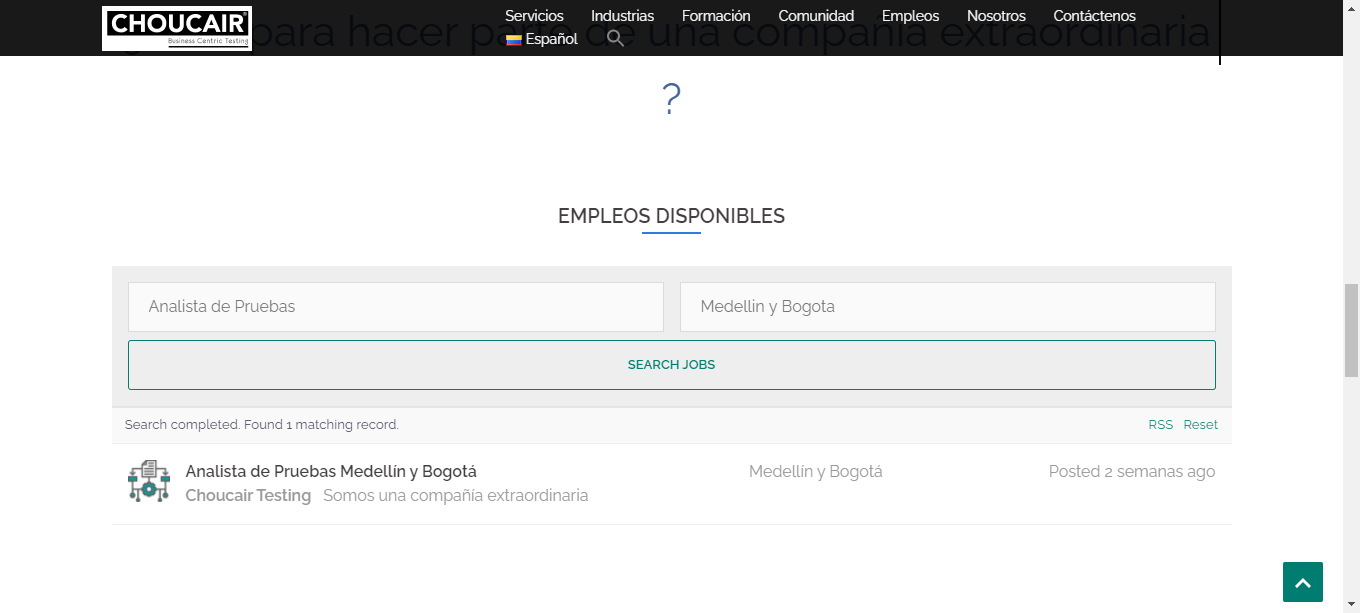 CHOUCAIR®
Business Centric Testing
Servicios Industrias Formación Comunidad Empleos Nosotros Contáctenos
Español
para hacer parte de una compañía extraordinaria
?
EMPLEOS DISPONIBLES
Analista de Pruebas
Medellin y Bogota
SEARCH JOBS
Search completed. Found 1 matching record.
RSS Reset
Analista de Pruebas Medellín y Bogotá
Medellín y Bogotá
Posted 2 semanas ago
Choucair Testing Somos una compañía extraordinaria